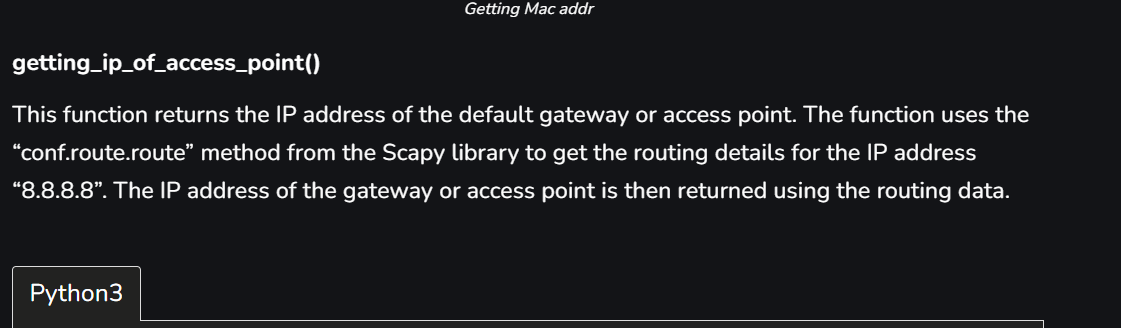 Getting Mac addr
getting_ip_of_access_point()
This function returns the IP address of the default gateway or access point. The function uses the
“conf.route.route” method from the Scapy library to get the routing details for the IP address
“8.8.8.8”. The IP address of the gateway or access point is then returned using the routing data.
Python3